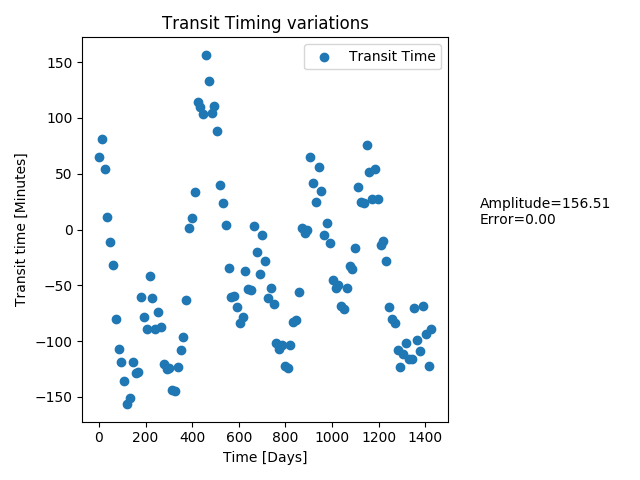 Transit Timing variations
Transit Time
Transit time [Minutes]
150
100
50
0
−50
−100
−150
0 200 400 600 800 1000 1200 1400
Time [Days]
Amplitude=156.51
Error=0.00